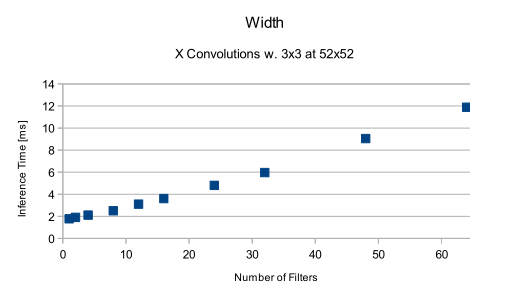 Width
X Convolutions w. 3x3 at 52x52
14
12
10
8
6
4
2
0
Inference Time [ms]
0 10 20 30 40 50 60
Number of Filters